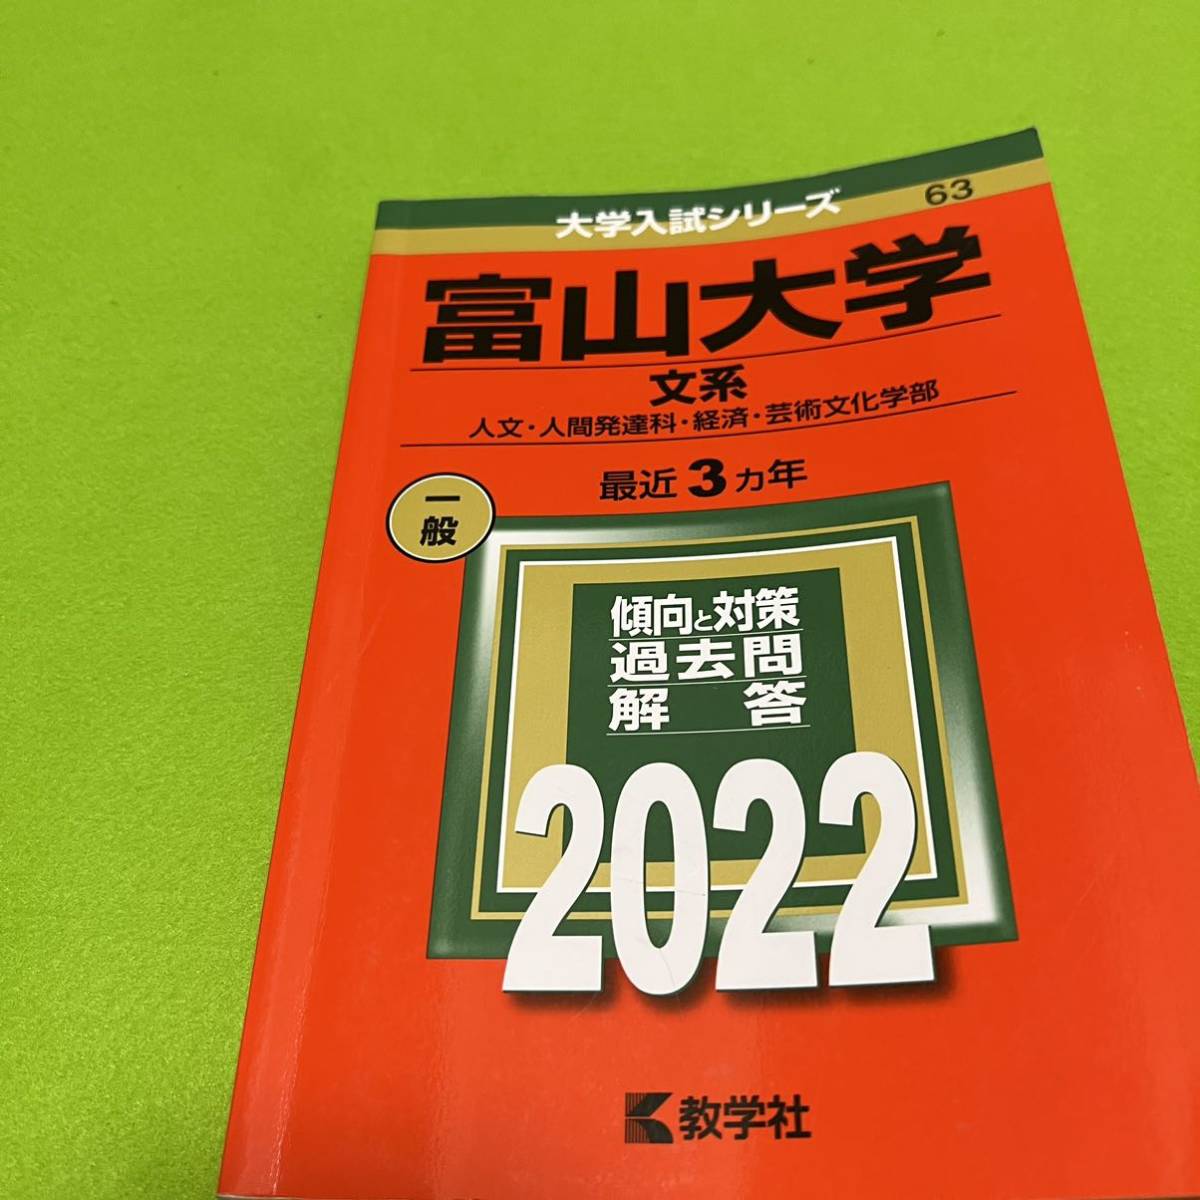 大学入試シリーズ
63
富山大学
文系
人文・人間発達科・経済・芸術文化学部
最近3カ年
一
般
傾向と対策
過去問
解答
2022
教学社